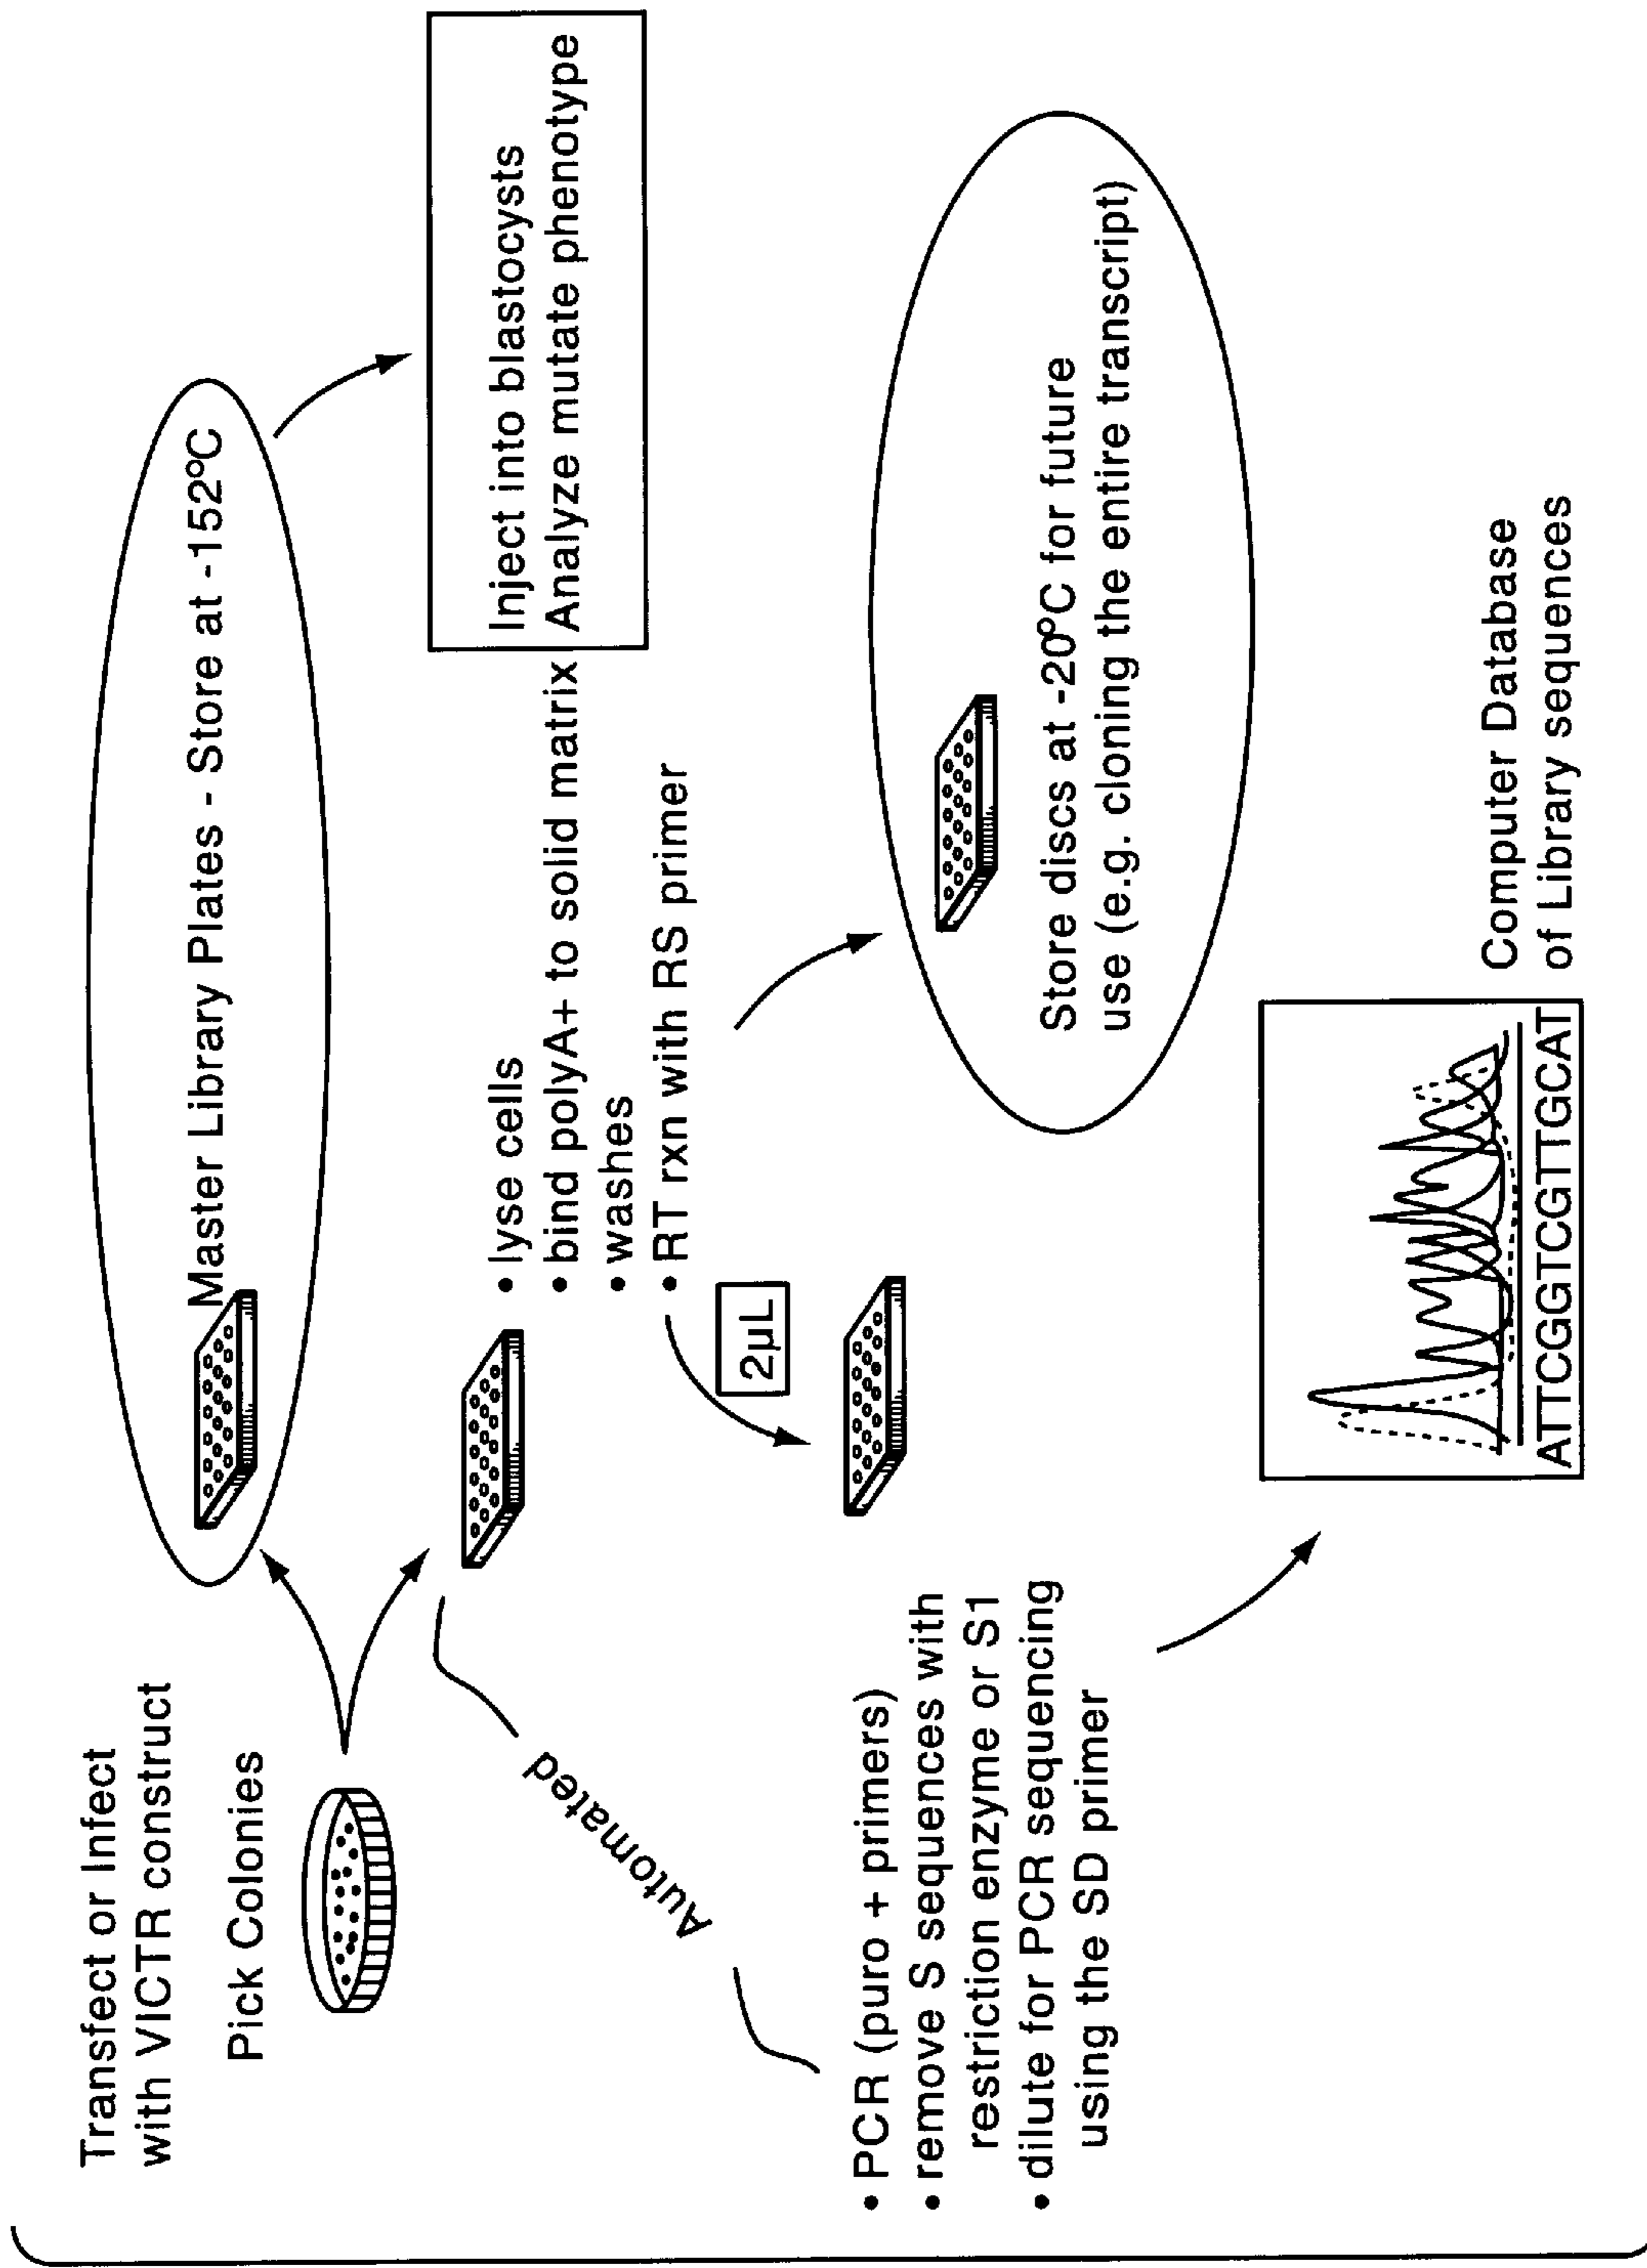 Transfect or Infect
with VICTR construct
Pick Colonies
Master Library Plates - Store at -152ºC
Inject into blastocysts
Analyze mutate phenotype
• lyse cells
• bind polyA+ to solid matrix
• washes
• RT rxn with RS primer
2µL
Automated
Store discs at -20ºC for future
use (e.g. cloning the entire transcript)
• PCR (puro + primers)
• remove S sequences with
restriction enzyme or S1
• dilute for PCR sequencing
using the SD primer
ATTCGGTCGTTGCAT
Computer Database
of Library sequences